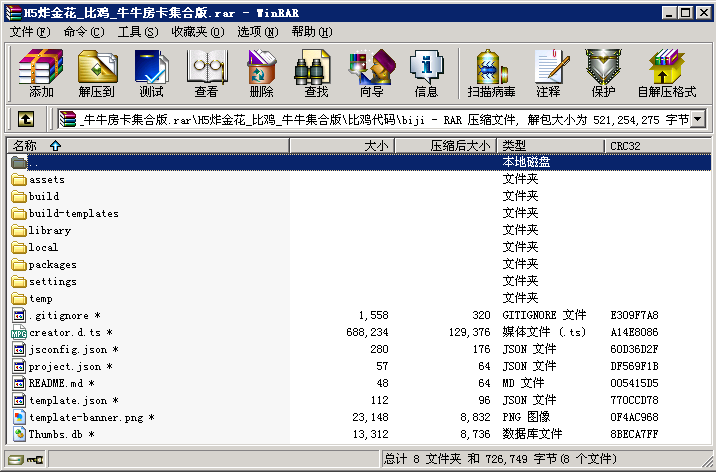 H5炸金花_比鸡_牛牛房卡集合版.rar - WinRAR
文件(F) 命令(C) 工具(S) 收藏夹(O) 选项(N) 帮助(H)
添加 解压到 测试 查看 删除 查找 向导 信息 扫描病毒 注释 保护 自解压格式
_牛牛房卡集合版.rar\H5炸金花_比鸡_牛牛房卡集合版\比鸡代码\biji - RAR 压缩文件, 解包大小为 521,254,275 字节
名称 大小 压缩后大小 类型 CRC32
.. 本地磁盘
assets 文件夹
build 文件夹
build-templates 文件夹
library 文件夹
local 文件夹
packages 文件夹
settings 文件夹
temp 文件夹
.gitignore * 1,558 320 GITIGNORE 文件 E309F7A8
creator.d.ts * 688,234 129,376 媒体文件 (.ts) A14E8086
jsconfig.json * 280 176 JSON 文件 60D36D2F
project.json * 57 64 JSON 文件 DF569F1B
README.md * 48 64 MD 文件 005415D5
template.json * 112 96 JSON 文件 770CCD78
template-banner.png * 23,148 8,832 PNG 图像 0F4AC968
Thumbs.db * 13,312 8,736 数据库文件 8BECA7FF
总计 8 文件夹 和 726,749 字节(8 个文件)